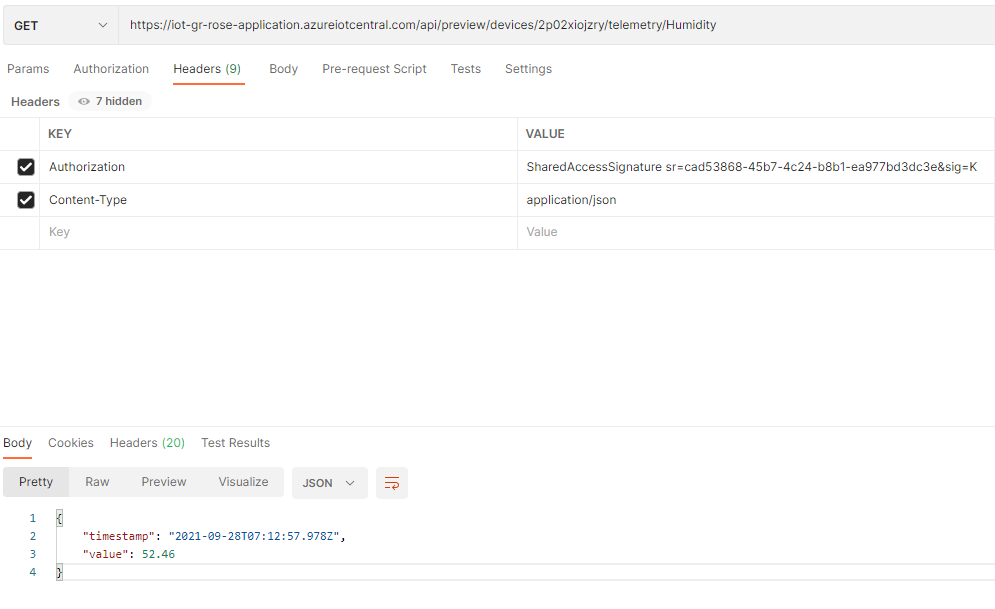 GET https://iot-gr-rose-application.azureiotcentral.com/api/preview/devices/2p02xiojzry/telemetry/Humidity
Params Authorization Headers (9) Body Pre-request Script Tests Settings
Headers 7 hidden
KEY VALUE
Authorization SharedAccessSignature sr=cad53868-45b7-4c24-b8b1-ea977bd3dc3e&sig=K
Content-Type application/json
Key Value
Body Cookies Headers (20) Test Results
Pretty Raw Preview Visualize JSON
1 {
2 "timestamp": "2021-09-28T07:12:57.978Z",
3 "value": 52.46
4 }